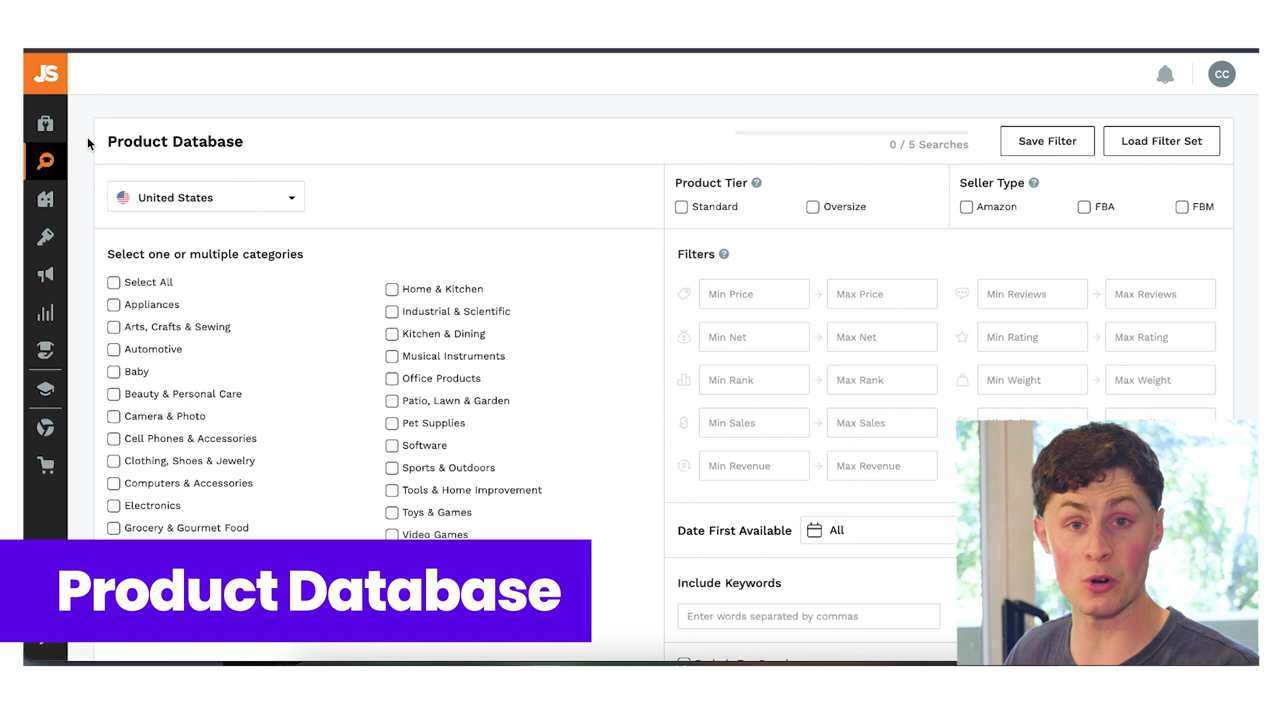 JS
CC
Product Database
0 / 5 Searches
Save Filter
Load Filter Set
United States
Product Tier
Standard
Oversize
Seller Type
Amazon
FBA
FBM
Select one or multiple categories
Select All
Appliances
Arts, Crafts & Sewing
Automotive
Baby
Beauty & Personal Care
Camera & Photo
Cell Phones & Accessories
Clothing, Shoes & Jewelry
Computers & Accessories
Electronics
Grocery & Gourmet Food
Home & Kitchen
Industrial & Scientific
Kitchen & Dining
Musical Instruments
Office Products
Patio, Lawn & Garden
Pet Supplies
Software
Sports & Outdoors
Tools & Home Improvement
Toys & Games
Video Games
Filters
Min Price
Max Price
Min Reviews
Max Reviews
Min Net
Max Net
Min Rating
Max Rating
Min Rank
Max Rank
Min Weight
Max Weight
Min Sales
Max Sales
Min Revenue
Max Revenue
Date First Available
All
Include Keywords
Enter words separated by commas
Product Database